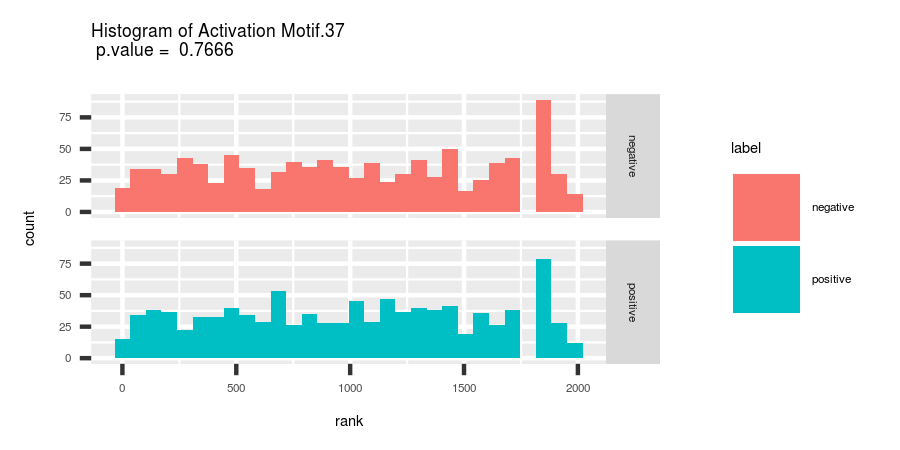 Histogram of Activation Motif.37
p.value =  0.7666
count
75
50
25
0
negative
75
50
25
0
positive
0 500 1000 1500 2000
rank
label
negative
positive